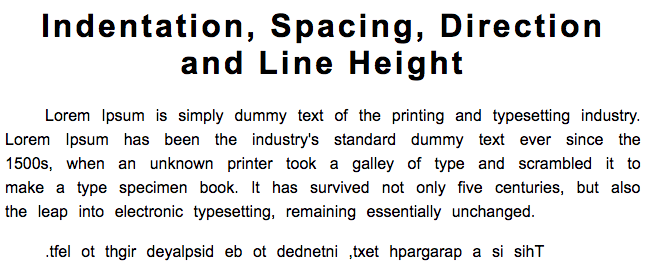 Indentation, Spacing, Direction
and Line Height
Lorem Ipsum is simply dummy text of the printing and typesetting industry.
Lorem Ipsum has been the industry's standard dummy text ever since the
1500s, when an unknown printer took a galley of type and scrambled it to
make a type specimen book. It has survived not only five centuries, but also
the leap into electronic typesetting, remaining essentially unchanged.
.tfel ot thgir deyalpsid eb ot dednetni ,txet hpargarap a si sihT